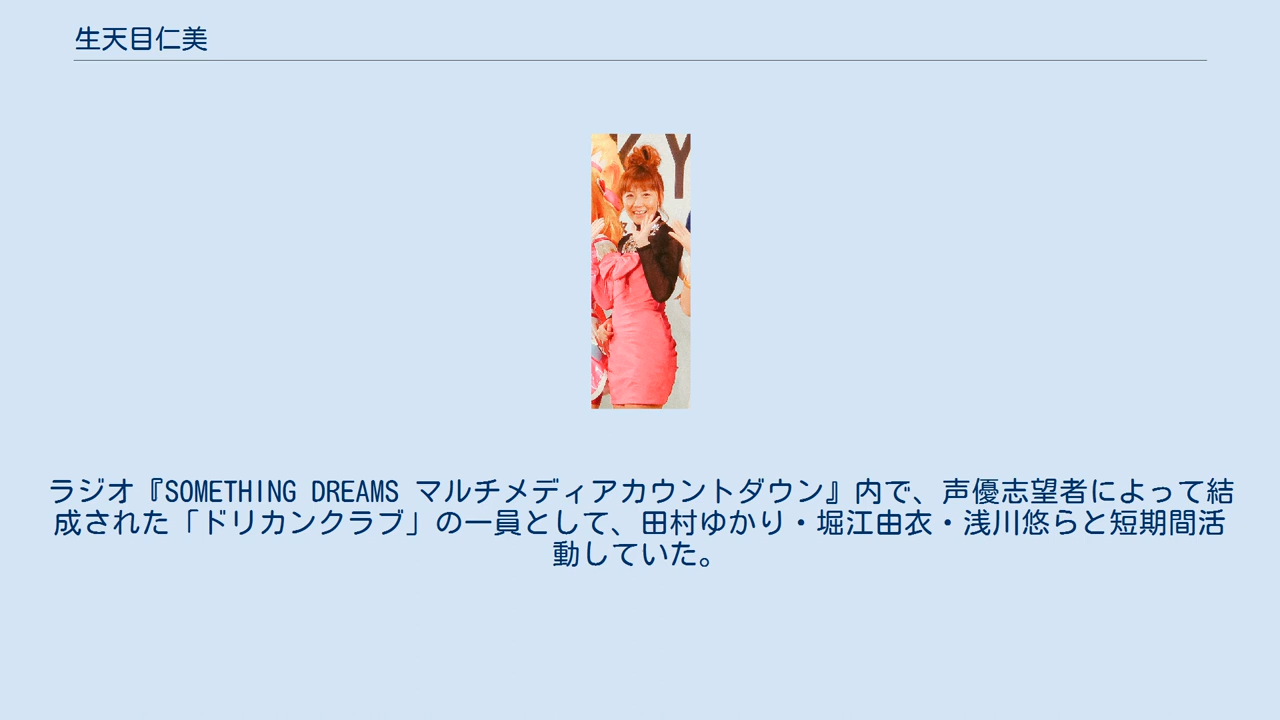 生天目仁美
ラジオ『SOMETHING DREAMS マルチメディアカウントダウン』内で、声優志望者によって結
成された「ドリカンクラブ」の一員として、田村ゆかり・堀江由衣・浅川悠らと短期間活
動していた。